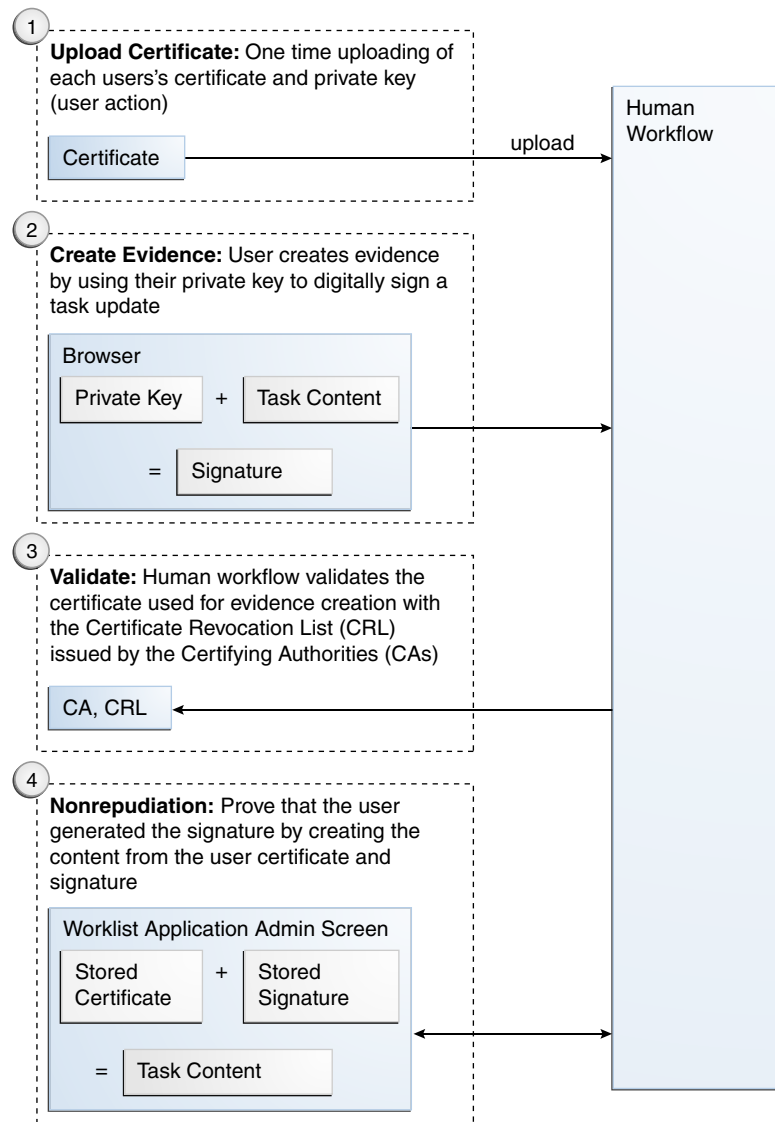 1
Upload Certificate: One time uploading of
each users's certificate and private key
(user action)
Certificate
upload
Human
Workflow
2
Create Evidence: User creates evidence
by using their private key to digitally sign a
task update
Browser
Private Key + Task Content
= Signature
3
Validate: Human workflow validates the
certificate used for evidence creation with
the Certificate Revocation List (CRL)
issued by the Certifying Authorities (CAs)
CA, CRL
4
Nonrepudiation: Prove that the user
generated the signature by creating the
content from the user certificate and
signature
Worklist Application Admin Screen
Stored
Certificate
+
Stored
Signature
= Task Content